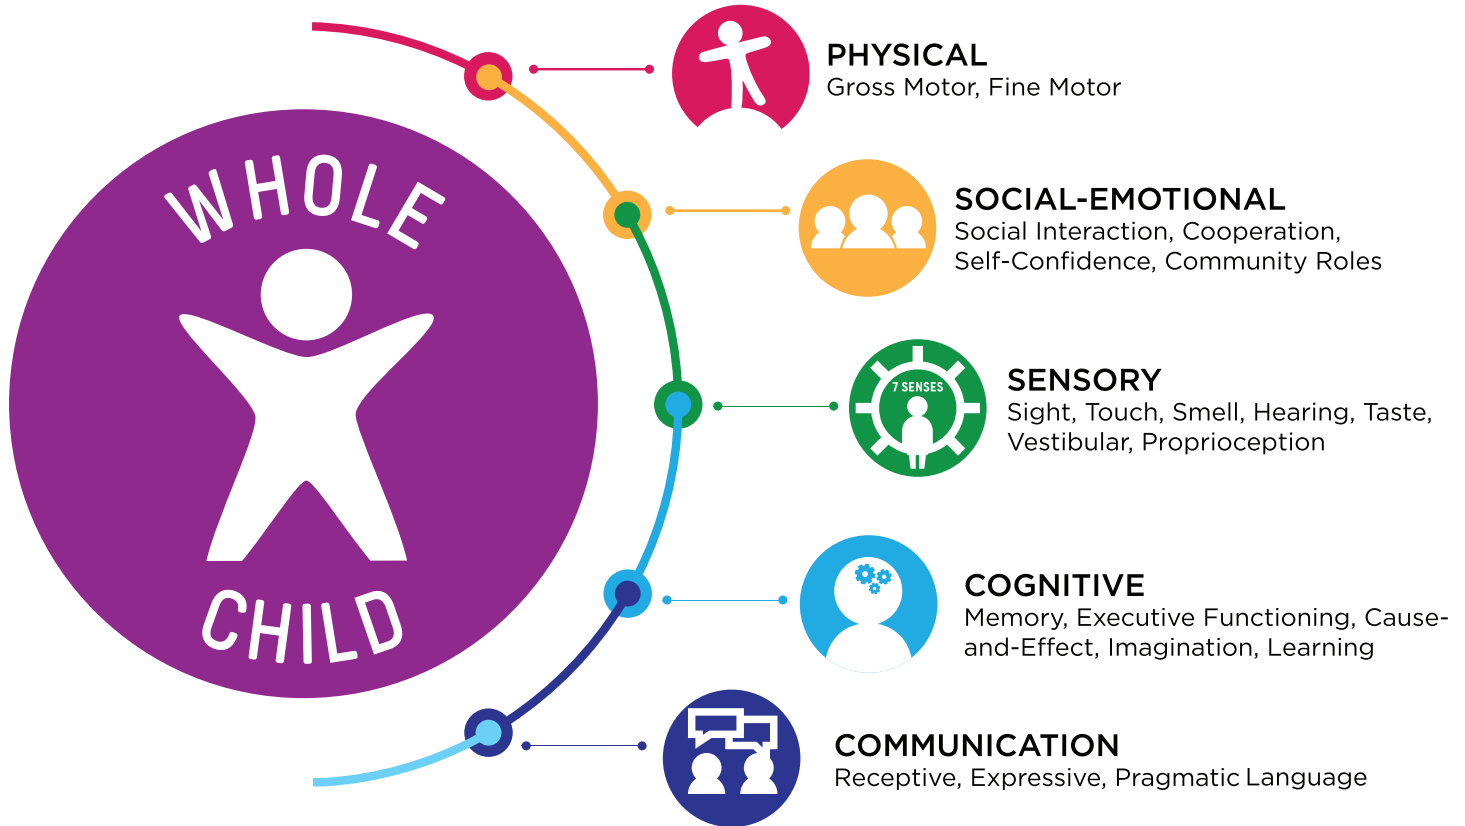 WHOLE
CHILD
PHYSICAL
Gross Motor, Fine Motor
SOCIAL-EMOTIONAL
Social Interaction, Cooperation,
Self-Confidence, Community Roles
7 SENSES
SENSORY
Sight, Touch, Smell, Hearing, Taste,
Vestibular, Proprioception
COGNITIVE
Memory, Executive Functioning, Cause-
and-Effect, Imagination, Learning
COMMUNICATION
Receptive, Expressive, Pragmatic Language